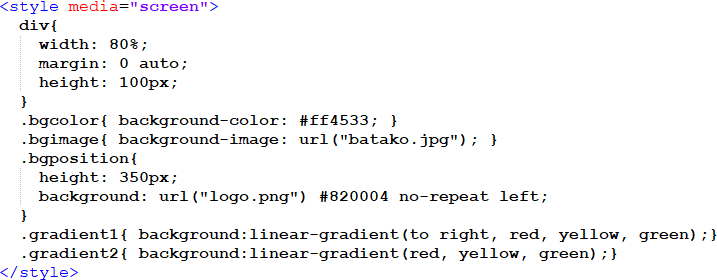 <style media="screen">
div{
width: 80%;
margin: 0 auto;
height: 100px;
}
.bgcolor{ background-color: #ff4533; }
.bgimage{ background-image: url("batako.jpg"); }
.bgposition{
height: 350px;
background: url("logo.png") #820004 no-repeat left;
}
.gradient1{ background:linear-gradient(to right, red, yellow, green);}
.gradient2{ background:linear-gradient(red, yellow, green);}
</style>